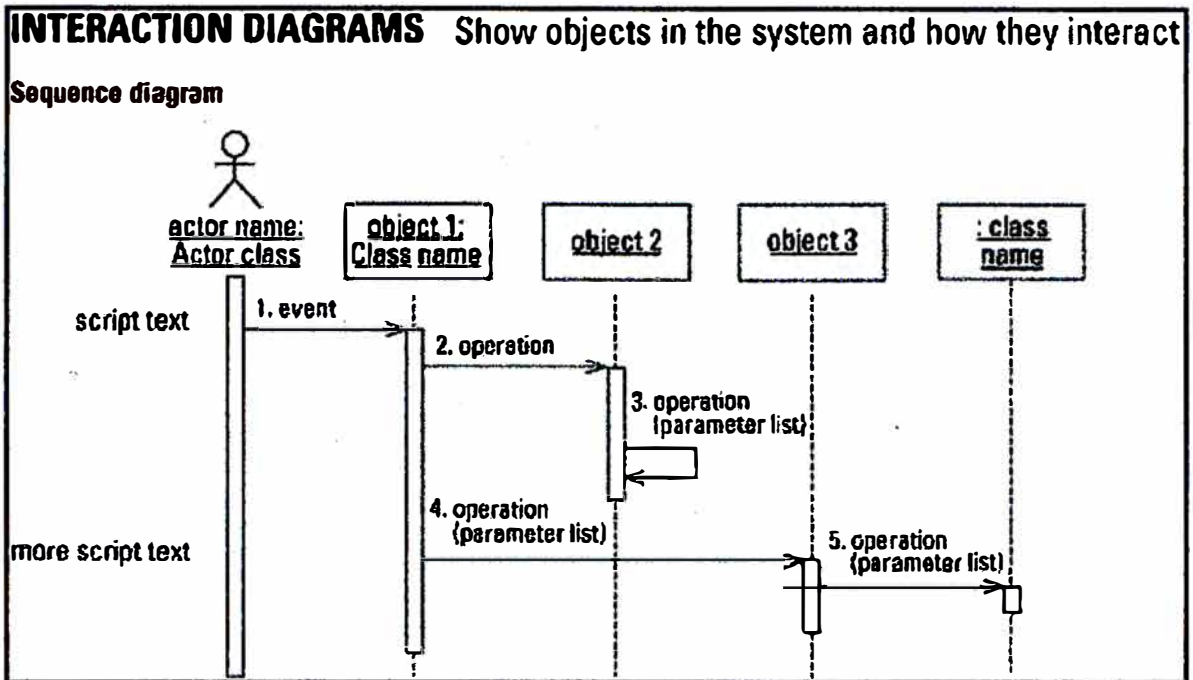 INTERACTION DIAGRAMS Show objects in the system and how they interact
Sequence diagram
actor name:
Actor class
object 1:
Class name
object 2
object 3
: class
name
script text
1. event
2. operation
3. operation
(parameter list)
4. operation
(parameter list)
more script text
5. operation
(parameter list)